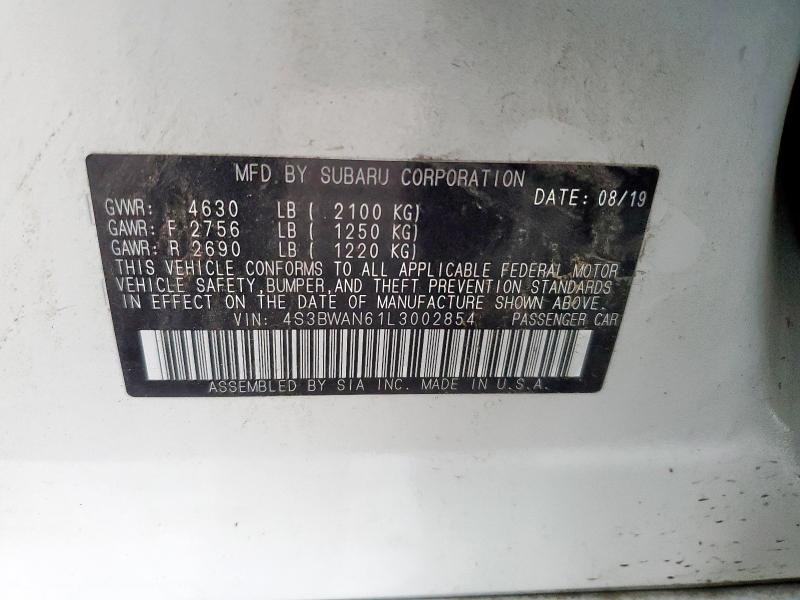 MFD. BY SUBARU CORPORATION
DATE: 08/19
GVWR: 4630 LB ( 2100 KG)
GAWR: F 2756 LB ( 1250 KG)
GAWR: R 2690 LB ( 1220 KG)
THIS VEHICLE CONFORMS TO ALL APPLICABLE FEDERAL MOTOR
VEHICLE SAFETY, BUMPER, AND THEFT PREVENTION STANDARDS
IN EFFECT ON THE DATE OF MANUFACTURE SHOWN ABOVE.
VIN: 4S3BWAN61L3002854 PASSENGER CAR
ASSEMBLED BY SIA INC. MADE IN U.S.A.